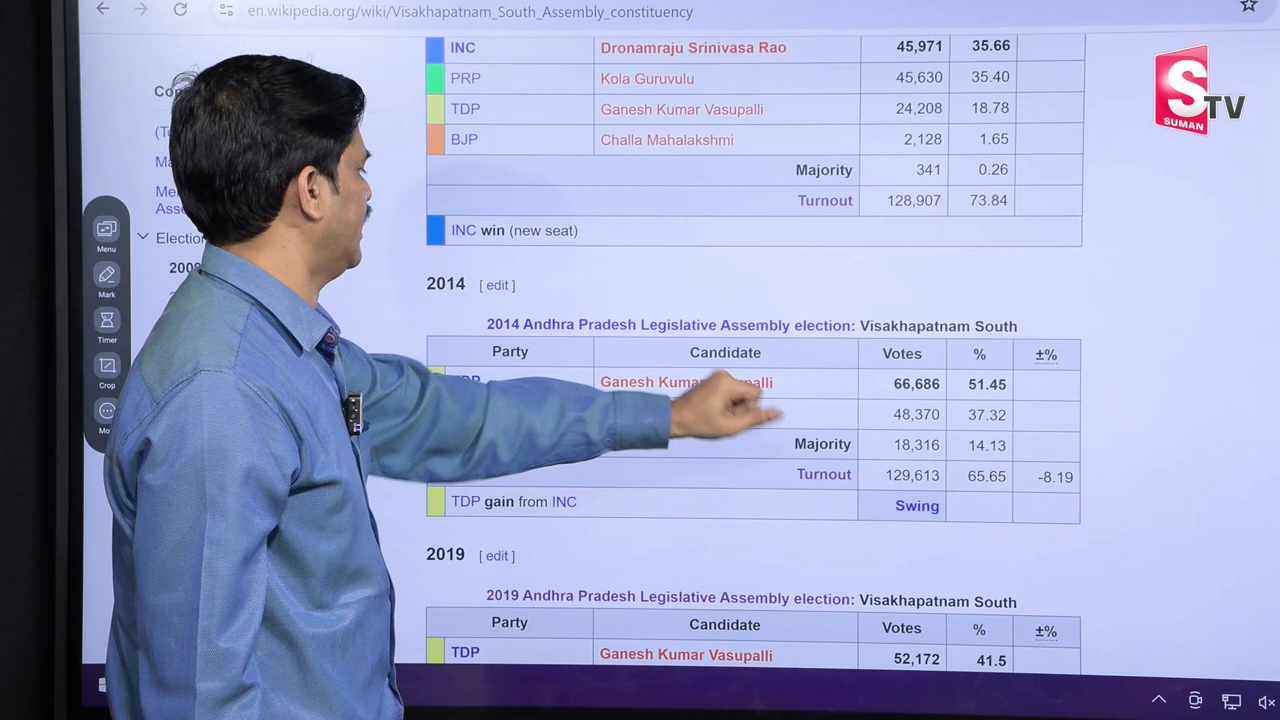 en.wikipedia.org/wiki/Visakhapatnam_South_Assembly_constituency
INC Dronamraju Srinivasa Rao 45,971 35.66
PRP Kola Guruvulu 45,630 35.40
TDP Ganesh Kumar Vasupalli 24,208 18.78
BJP Challa Mahalakshmi 2,128 1.65
Majority 341 0.26
Turnout 128,907 73.84
INC win (new seat)
2014 [ edit ]
2014 Andhra Pradesh Legislative Assembly election: Visakhapatnam South
Party Candidate Votes % ±%
TDP Ganesh 66,686 51.45
48,370 37.32
Majority 18,316 14.13
Turnout 129,613 65.65 -8.19
TDP gain from INC Swing
2019 [ edit ]
2019 Andhra Pradesh Legislative Assembly election: Visakhapatnam South
Party Candidate Votes % ±%
TDP Ganesh Kumar Vasupalli 52,172 41.5
Menu
Mark
Timer
Crop
S
SUMAN
TV